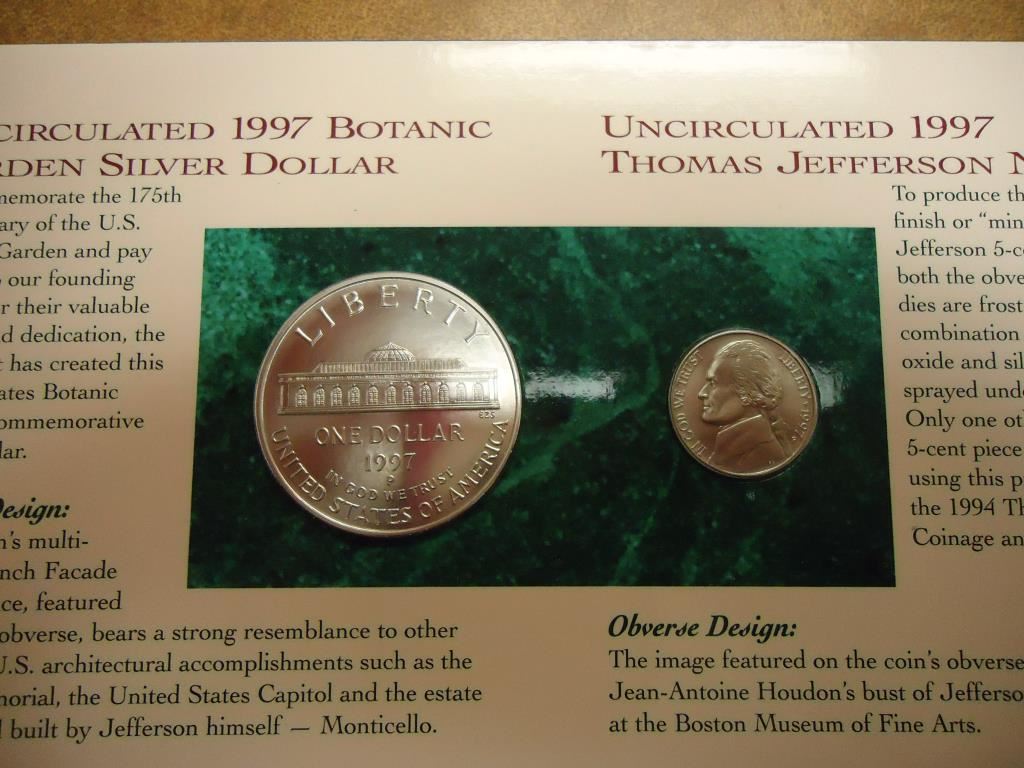 CIRCULATED 1997 BOTANIC
RDEN SILVER DOLLAR
memorate the 175th
ary of the U.S.
Garden and pay
our founding
r their valuable
d dedication, the
t has created this
ates Botanic
ommemorative
lar.
Design:
n's multi-
nch Facade
ce, featured
obverse, bears a strong resemblance to other
U.S. architectural accomplishments such as the
morial, the United States Capitol and the estate
built by Jefferson himself — Monticello.
LIBERTY
ONE DOLLAR
1997
P
IN GOD WE TRUST
UNITED STATES OF AMERICA
UNCIRCULATED 1997
THOMAS JEFFERSON N
IN GOD WE TRUST
LIBERTY 1997
To produce th
finish or "min
Jefferson 5-ce
both the obve
dies are frost
combination
oxide and sil
sprayed unde
Only one ot
5-cent piece
using this p
the 1994 Th
Coinage an
Obverse Design:
The image featured on the coin's obverse
Jean-Antoine Houdon's bust of Jefferso
at the Boston Museum of Fine Arts.